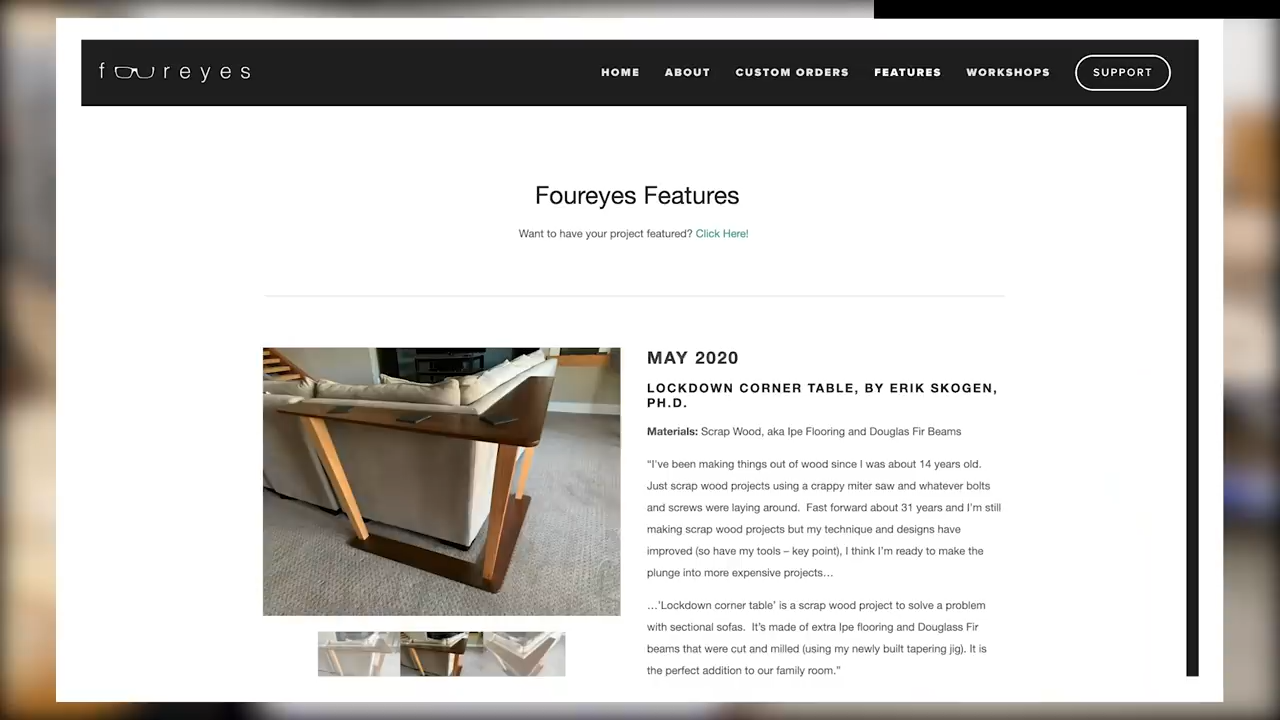 foureyes
HOME ABOUT CUSTOM ORDERS FEATURES WORKSHOPS SUPPORT
Foureyes Features
Want to have your project featured? Click Here!
MAY 2020
LOCKDOWN CORNER TABLE, BY ERIK SKOGEN,
PH.D.
Materials: Scrap Wood, aka Ipe Flooring and Douglas Fir Beams
“I've been making things out of wood since I was about 14 years old.
Just scrap wood projects using a crappy miter saw and whatever bolts
and screws were laying around.  Fast forward about 31 years and I'm still
making scrap wood projects but my technique and designs have
improved (so have my tools – key point), I think I'm ready to make the
plunge into more expensive projects…
…'Lockdown corner table' is a scrap wood project to solve a problem
with sectional sofas.  It's made of extra Ipe flooring and Douglass Fir
beams that were cut and milled (using my newly built tapering jig). It is
the perfect addition to our family room.”